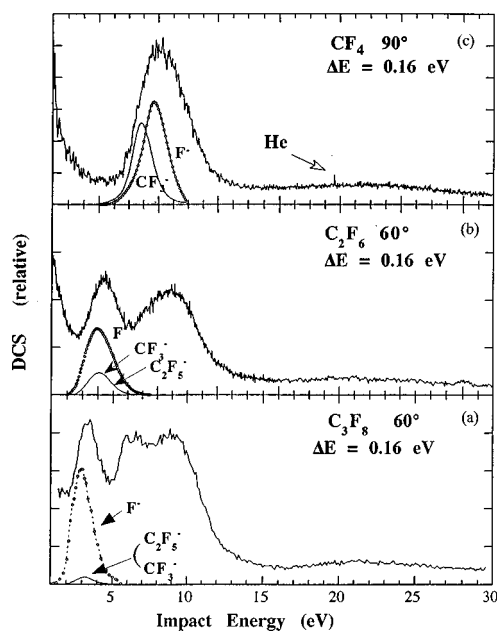 CF₄ 90°
(c)
ΔE = 0.16 eV
He
F⁻
CF₃⁻
C₂F₆ 60°
(b)
ΔE = 0.16 eV
F⁻
CF₃⁻
C₂F₅⁻
DCS (relative)
C₃F₈ 60°
(a)
ΔE = 0.16 eV
F⁻
C₂F₅⁻
CF₃⁻
5 10 15 20 25 30
Impact Energy (eV)